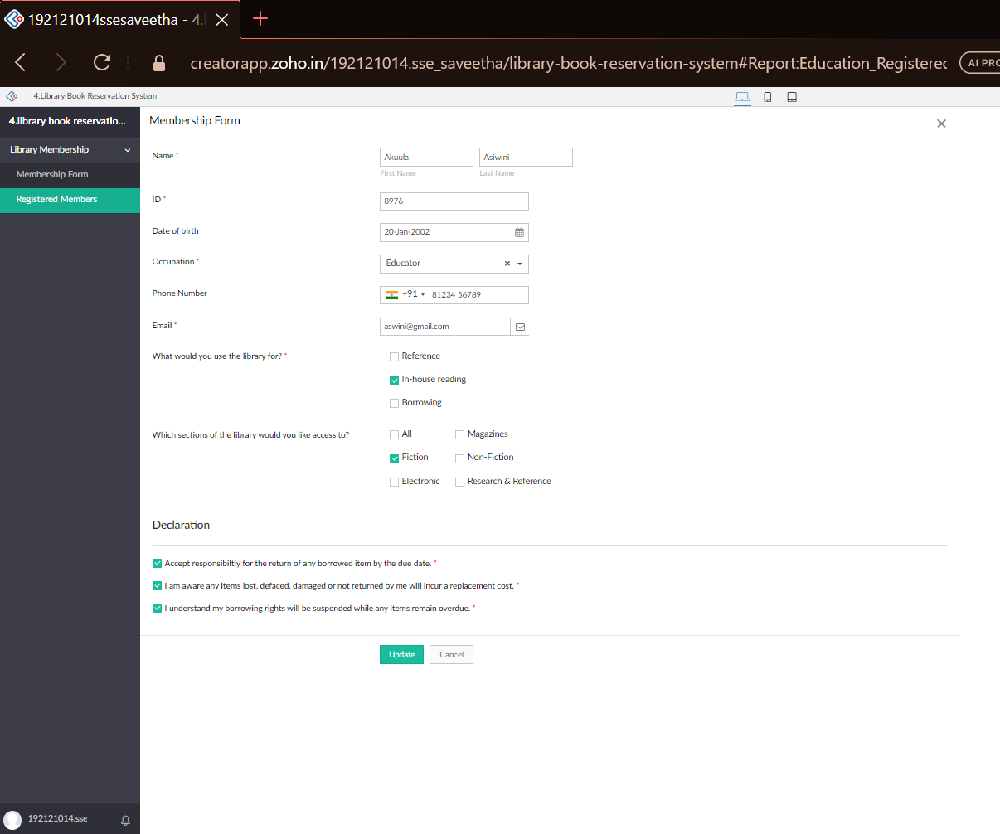 192121014ssesaveetha - 4.
creatorapp.zoho.in/192121014.sse_saveetha/library-book-reservation-system#Report:Education_Registered
AI PRO
4.Library Book Reservation System
4.library book reservatio...
Library Membership
Membership Form
Registered Members
Membership Form
Name *
Akuula Asiwini
First Name Last Name
ID *
8976
Date of birth
20-Jan-2002
Occupation *
Educator
Phone Number
+91 81234 56789
Email *
aswini@gmail.com
What would you use the library for? *
Reference
In-house reading
Borrowing
Which sections of the library would you like access to?
All Magazines
Fiction Non-Fiction
Electronic Research & Reference
Declaration
Accept responsibiltiy for the return of any borrowed item by the due date. *
I am aware any items lost, defaced, damaged or not returned by me will incur a replacement cost. *
I understand my borrowing rights will be suspended while any items remain overdue. *
Update Cancel
192121014.sse